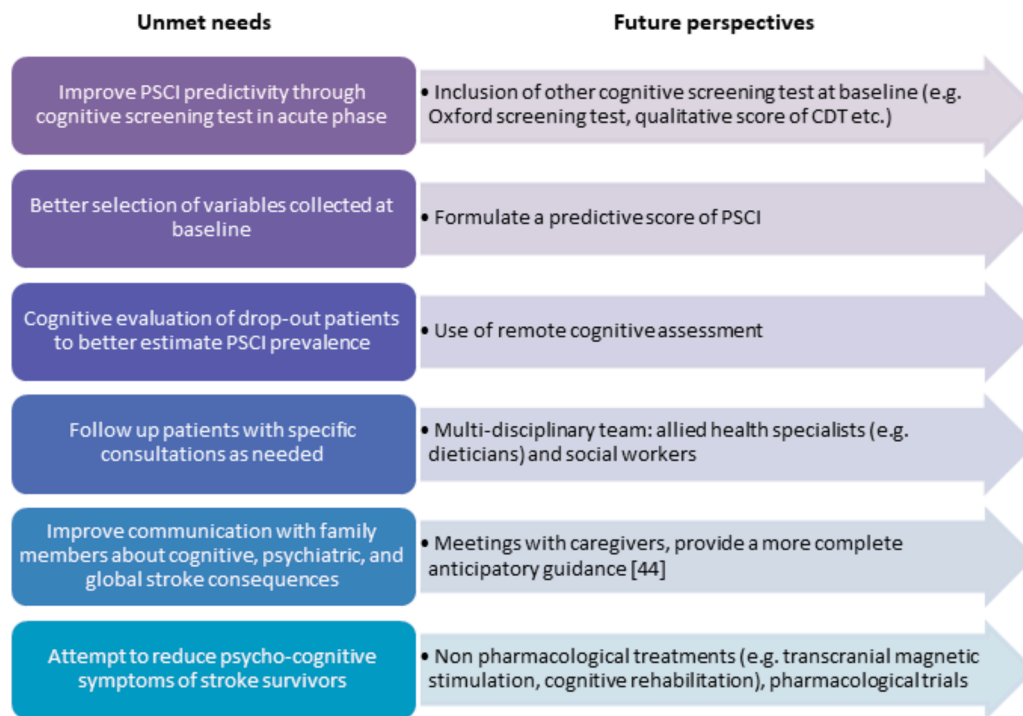 Unmet needs
Future perspectives
Improve PSCI predictivity through
cognitive screening test in acute phase
• Inclusion of other cognitive screening test at baseline (e.g.
Oxford screening test, qualitative score of CDT etc.)
Better selection of variables collected at
baseline
• Formulate a predictive score of PSCI
Cognitive evaluation of drop-out patients
to better estimate PSCI prevalence
• Use of remote cognitive assessment
Follow up patients with specific
consultations as needed
• Multi-disciplinary team: allied health specialists (e.g.
dieticians) and social workers
Improve communication with family
members about cognitive, psychiatric, and
global stroke consequences
• Meetings with caregivers, provide a more complete
anticipatory guidance [44]
Attempt to reduce psycho-cognitive
symptoms of stroke survivors
• Non pharmacological treatments (e.g. transcranial magnetic
stimulation, cognitive rehabilitation), pharmacological trials